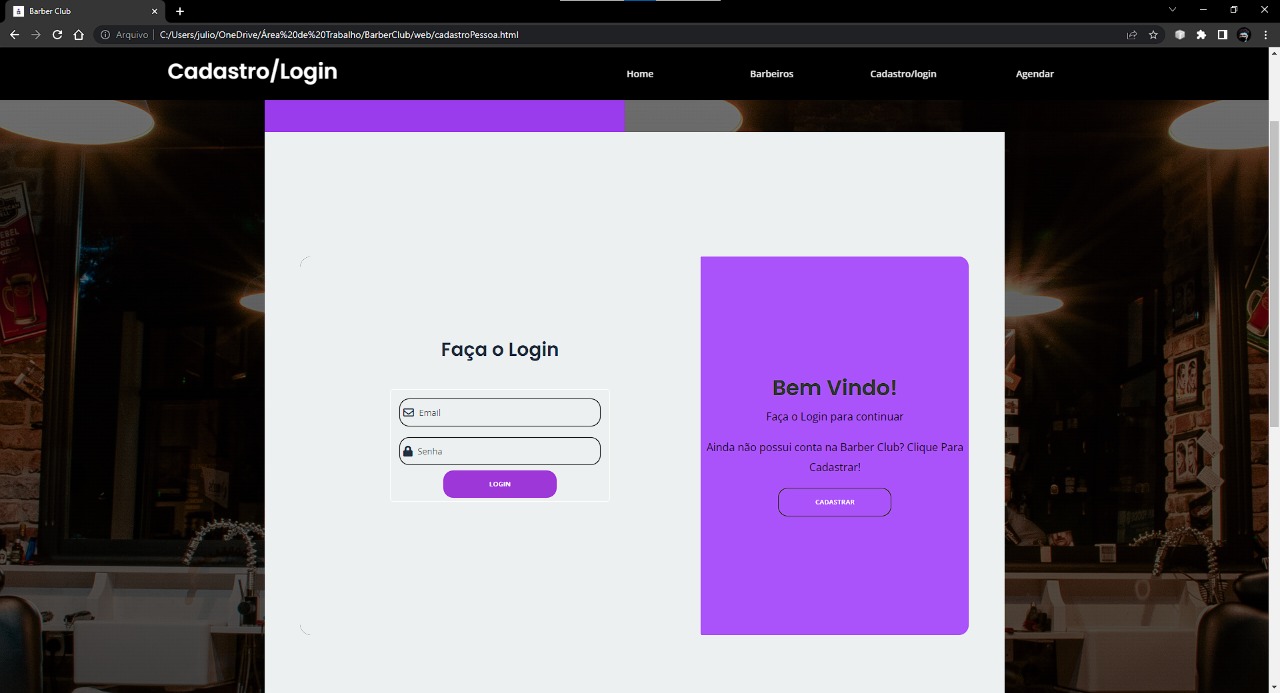 Barber Club
Arquivo
C:/Users/julio/OneDrive/Área%20de%20Trabalho/BarberClub/web/cadastroPessoa.html
Cadastro/Login
Home
Barbeiros
Cadastro/login
Agendar
Faça o Login
Email
Senha
LOGIN
Bem Vindo!
Faça o Login para continuar
Ainda não possui conta na Barber Club? Clique Para
Cadastrar!
CADASTRAR